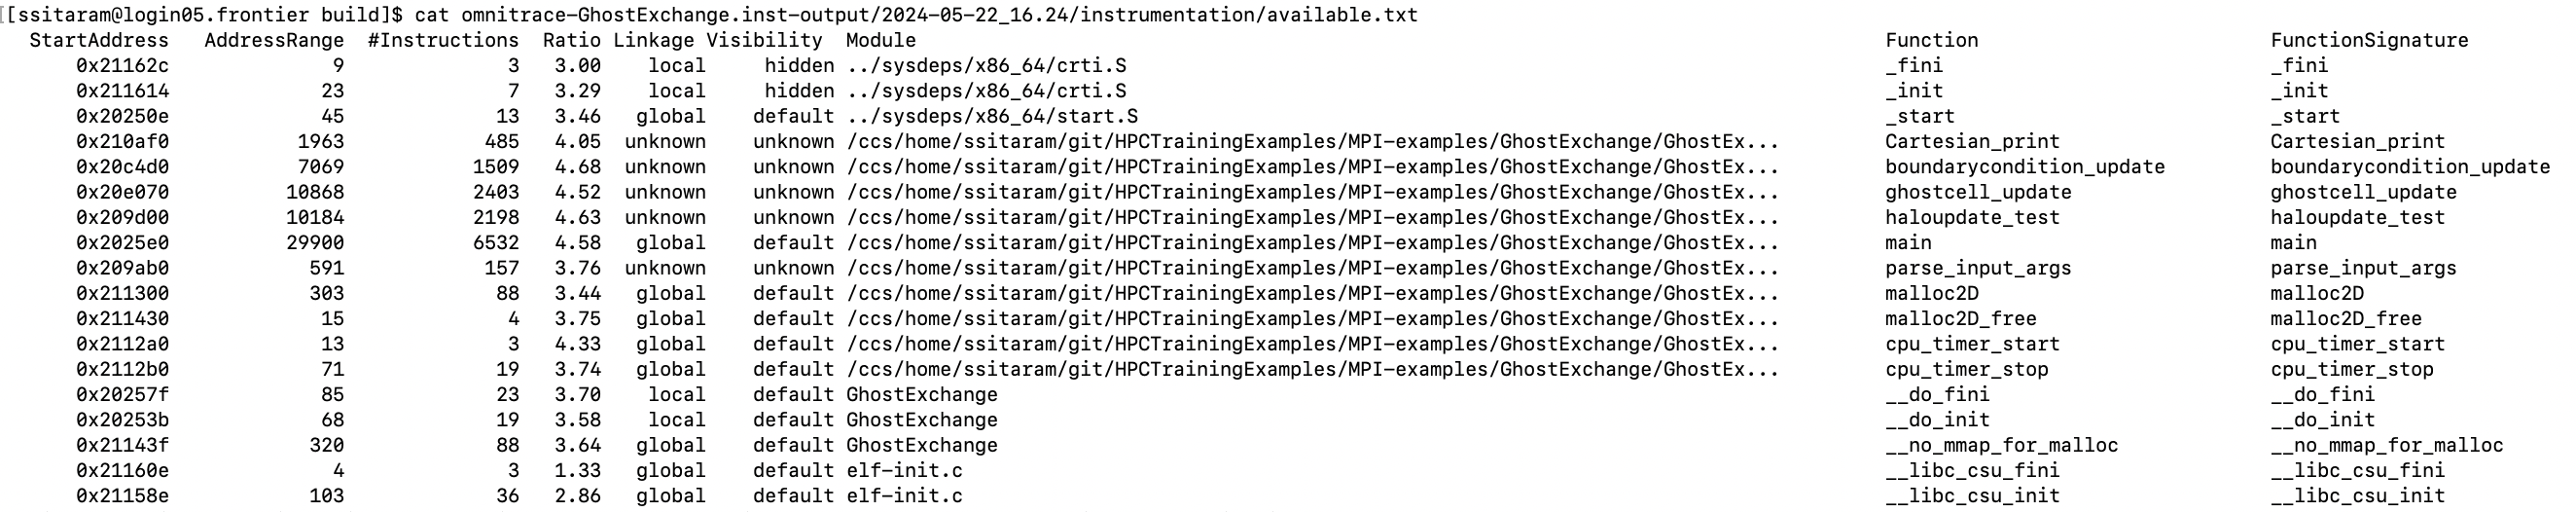 [[ssitaram@login05.frontier build]$ cat omnitrace-GhostExchange.inst-output/2024-05-22_16.24/instrumentation/available.txt
StartAddress AddressRange #Instructions Ratio Linkage Visibility Module Function FunctionSignature
0x21162c 9 3 3.00 local hidden ../sysdeps/x86_64/crti.S _fini _fini
0x211614 23 7 3.29 local hidden ../sysdeps/x86_64/crti.S _init _init
0x20250e 45 13 3.46 global default ../sysdeps/x86_64/start.S _start _start
0x210af0 1963 485 4.05 unknown unknown /ccs/home/ssitaram/git/HPCTrainingExamples/MPI-examples/GhostExchange/GhostEx... Cartesian_print Cartesian_print
0x20c4d0 7069 1509 4.68 unknown unknown /ccs/home/ssitaram/git/HPCTrainingExamples/MPI-examples/GhostExchange/GhostEx... boundarycondition_update boundarycondition_update
0x20e070 10868 2403 4.52 unknown unknown /ccs/home/ssitaram/git/HPCTrainingExamples/MPI-examples/GhostExchange/GhostEx... ghostcell_update ghostcell_update
0x209d00 10184 2198 4.63 unknown unknown /ccs/home/ssitaram/git/HPCTrainingExamples/MPI-examples/GhostExchange/GhostEx... haloupdate_test haloupdate_test
0x2025e0 29900 6532 4.58 global default /ccs/home/ssitaram/git/HPCTrainingExamples/MPI-examples/GhostExchange/GhostEx... main main
0x209ab0 591 157 3.76 unknown unknown /ccs/home/ssitaram/git/HPCTrainingExamples/MPI-examples/GhostExchange/GhostEx... parse_input_args parse_input_args
0x211300 303 88 3.44 global default /ccs/home/ssitaram/git/HPCTrainingExamples/MPI-examples/GhostExchange/GhostEx... malloc2D malloc2D
0x211430 15 4 3.75 global default /ccs/home/ssitaram/git/HPCTrainingExamples/MPI-examples/GhostExchange/GhostEx... malloc2D_free malloc2D_free
0x2112a0 13 3 4.33 global default /ccs/home/ssitaram/git/HPCTrainingExamples/MPI-examples/GhostExchange/GhostEx... cpu_timer_start cpu_timer_start
0x2112b0 71 19 3.74 global default /ccs/home/ssitaram/git/HPCTrainingExamples/MPI-examples/GhostExchange/GhostEx... cpu_timer_stop cpu_timer_stop
0x20257f 85 23 3.70 local default GhostExchange __do_fini __do_fini
0x20253b 68 19 3.58 local default GhostExchange __do_init __do_init
0x21143f 320 88 3.64 global default GhostExchange __no_mmap_for_malloc __no_mmap_for_malloc
0x21160e 4 3 1.33 global default elf-init.c __libc_csu_fini __libc_csu_fini
0x21158e 103 36 2.86 global default elf-init.c __libc_csu_init __libc_csu_init